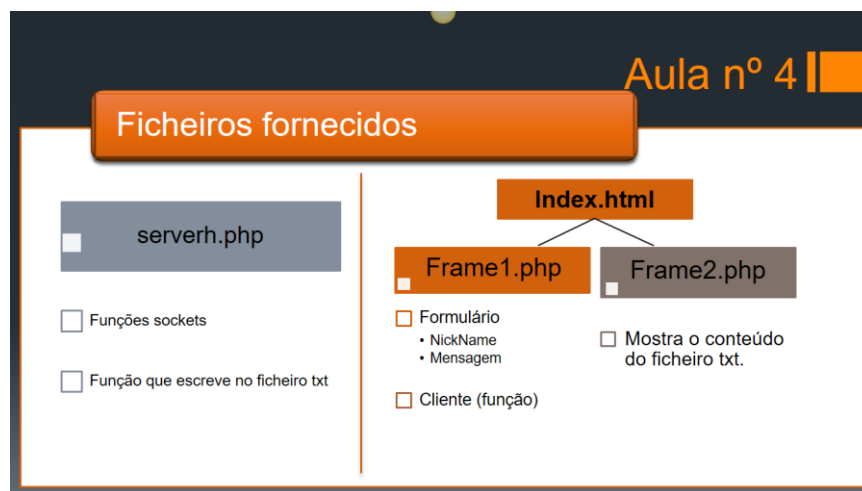 Aula nº 4
Ficheiros fornecidos
serverh.php
Funções sockets
Função que escreve no ficheiro txt
Index.html
Frame1.php
Formulário
• NickName
• Mensagem
Cliente (função)
Frame2.php
Mostra o conteúdo
do ficheiro txt.